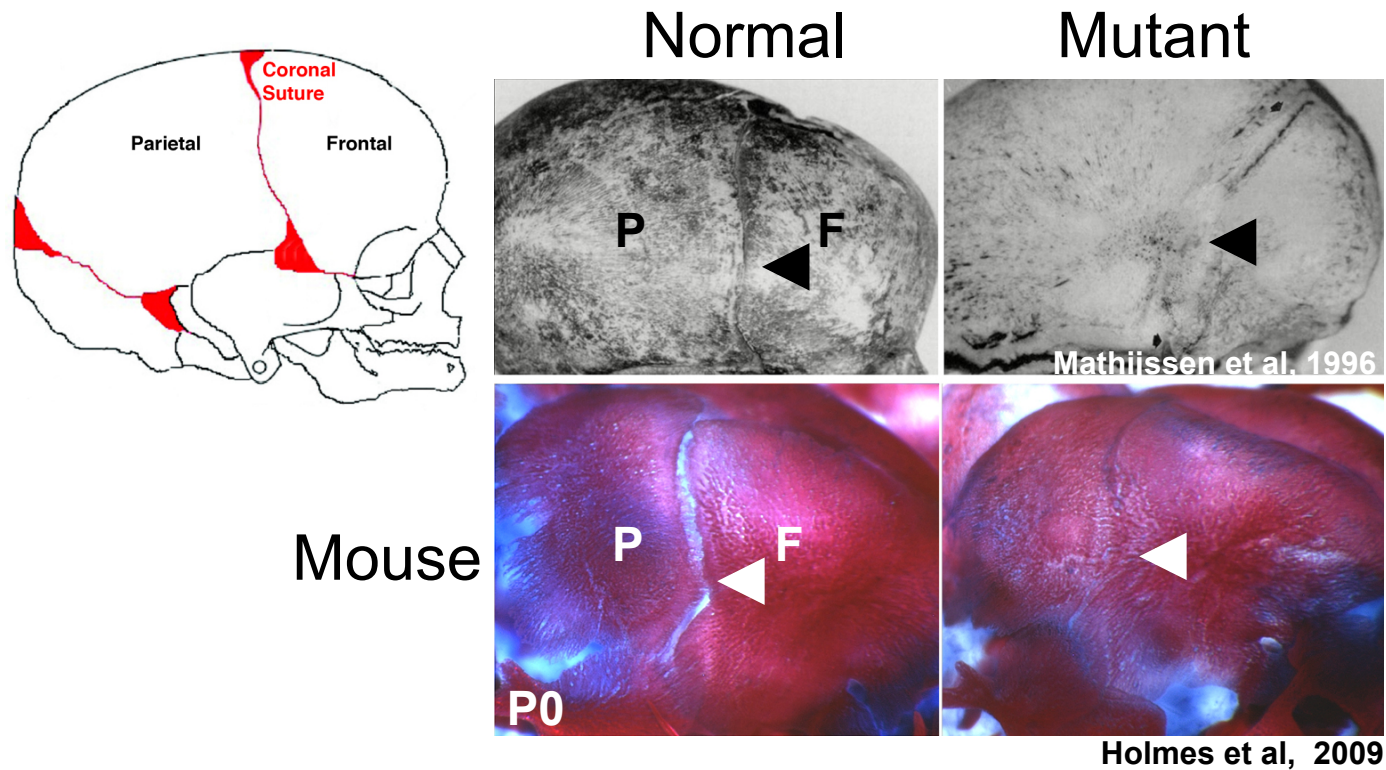 Normal
Mutant
Coronal
Suture
Parietal
Frontal
P
F
Mathijssen et al, 1996
Mouse
P
F
P0
Holmes et al, 2009